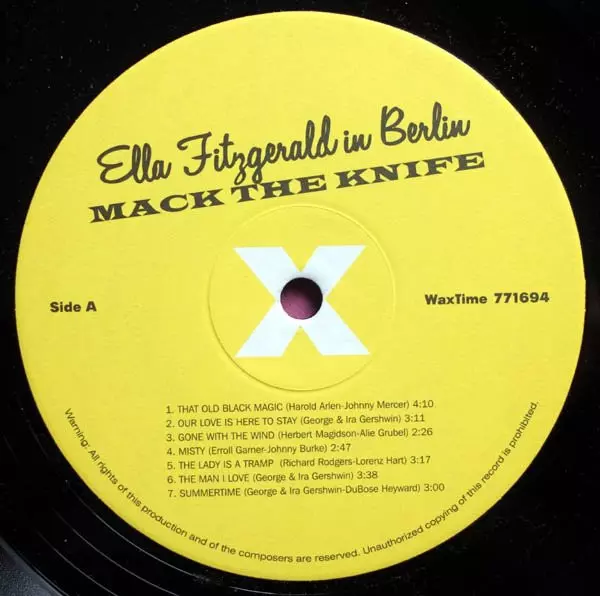 Ella Fitzgerald in Berlin
MACK THE KNIFE
X
Side A
WaxTime 771694
1. THAT OLD BLACK MAGIC (Harold Arlen-Johnny Mercer) 4:10
2. OUR LOVE IS HERE TO STAY (George & Ira Gershwin) 3:11
3. GONE WITH THE WIND (Herbert Magidson-Alie Grubel) 2:26
4. MISTY (Erroll Garner-Johnny Burke) 2:47
5. THE LADY IS A TRAMP (Richard Rodgers-Lorenz Hart) 3:17
6. THE MAN I LOVE (George & Ira Gershwin) 3:38
7. SUMMERTIME (George & Ira Gershwin-DuBose Heyward) 3:00
Warning: All rights of this production and of the composers are reserved. Unauthorized copying of this record is prohibited.